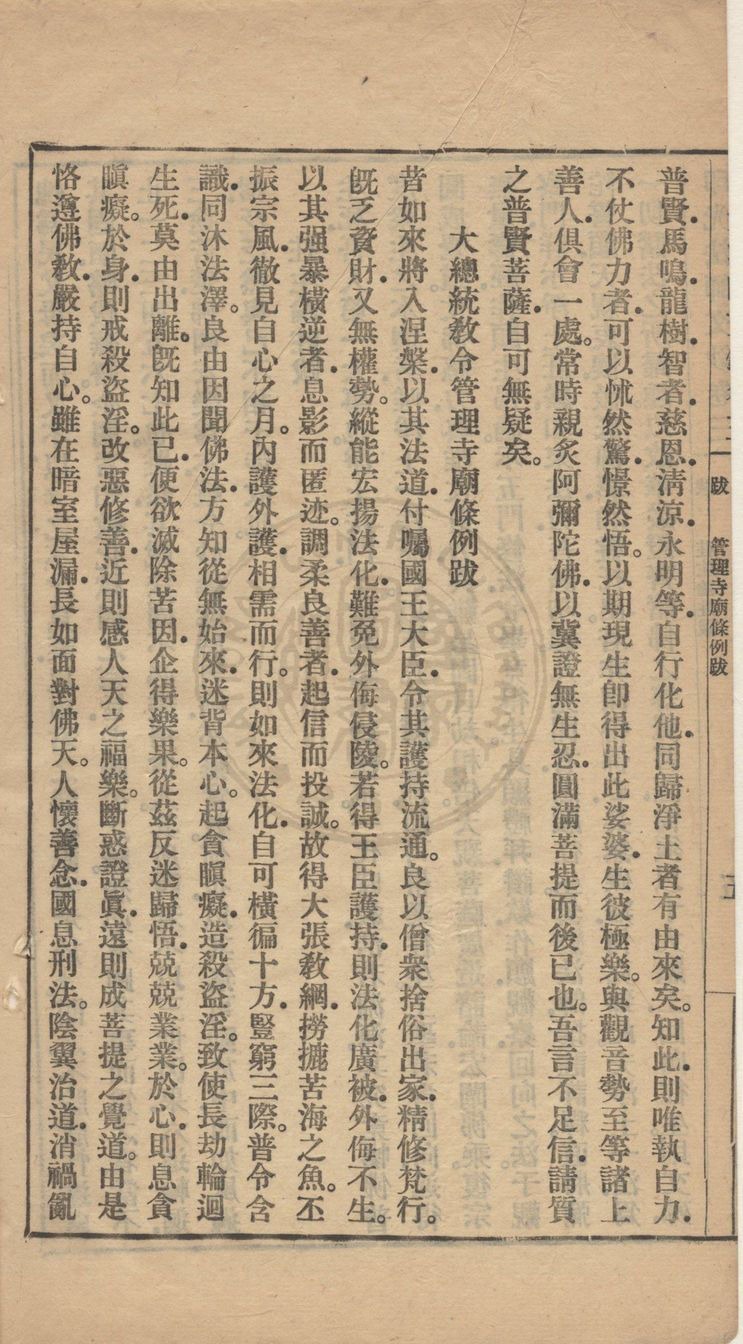 跋　管理寺廟條例跋
普賢.馬鳴.龍樹.智者.慈恩.淸涼.永明等.自行化他.同歸淨土者有由來矣。知此.則唯執自力.
不仗佛力者.可以怵然驚.憬然悟。以期現生卽得出此娑婆.生彼極樂。與觀音勢至等諸上
善人.俱會一處。常時親炙阿彌陀佛.以冀證無生忍.圓滿菩提而後已也。吾言不足信.請質
之普賢菩薩.自可無疑矣。
大總統敎令管理寺廟條例跋
昔如來將入涅槃.以其法道.付囑國王大臣.令其護持流通。良以僧衆捨俗出家.精修梵行。
旣乏資財.又無權勢。縱能宏揚法化.難免外侮侵陵。若得王臣護持.則法化廣被.外侮不生。
以其强暴橫逆者.息影而匿迹。調柔良善者.起信而投誠。故得大張敎網.撈摝苦海之魚。丕
振宗風.徹見自心之月。內護外護.相需而行。則如來法化.自可橫徧十方.豎窮三際。普令含
識.同沐法澤。良由因聞佛法.方知從無始來.迷背本心。起貪瞋癡.造殺盜淫。致使長劫輪迴
生死.莫由出離。旣知此已.便欲滅除苦因.企得樂果。從茲反迷歸悟.兢兢業業。於心.則息貪
瞋癡。於身.則戒殺盜淫。改惡修善.近則感人天之福樂。斷惑證眞.遠則成菩提之覺道。由是
恪遵佛敎.嚴持自心。雖在暗室屋漏.長如面對佛天。人懷善念.國息刑法。陰翼治道.消禍亂